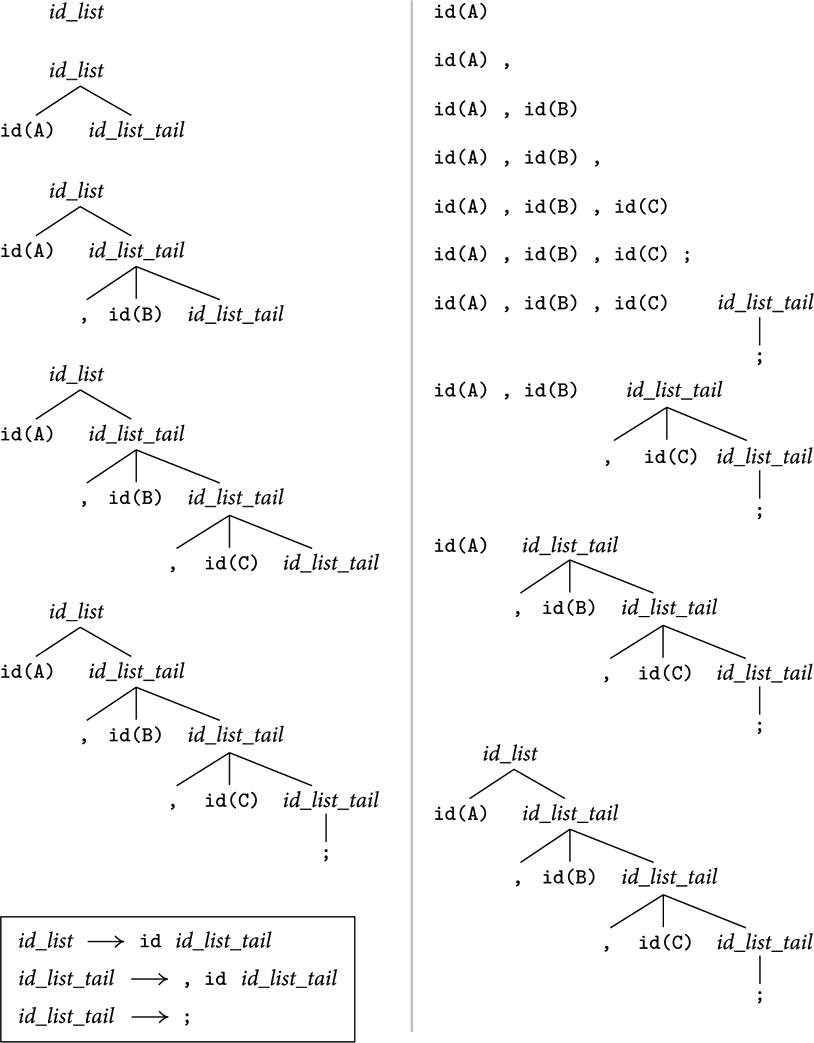 id_list
id_list
id(A) id_list_tail
id_list
id(A) id_list_tail
, id(B) id_list_tail
id_list
id(A) id_list_tail
, id(B) id_list_tail
, id(C) id_list_tail
id_list
id(A) id_list_tail
, id(B) id_list_tail
, id(C) id_list_tail
;
id_list ⟶ id id_list_tail
id_list_tail ⟶ , id id_list_tail
id_list_tail ⟶ ;
id(A)
id(A) ,
id(A) , id(B)
id(A) , id(B) ,
id(A) , id(B) , id(C)
id(A) , id(B) , id(C) ;
id(A) , id(B) , id(C) id_list_tail
;
id(A) , id(B) id_list_tail
, id(C) id_list_tail
;
id(A) id_list_tail
, id(B) id_list_tail
, id(C) id_list_tail
;
id_list
id(A) id_list_tail
, id(B) id_list_tail
, id(C) id_list_tail
;